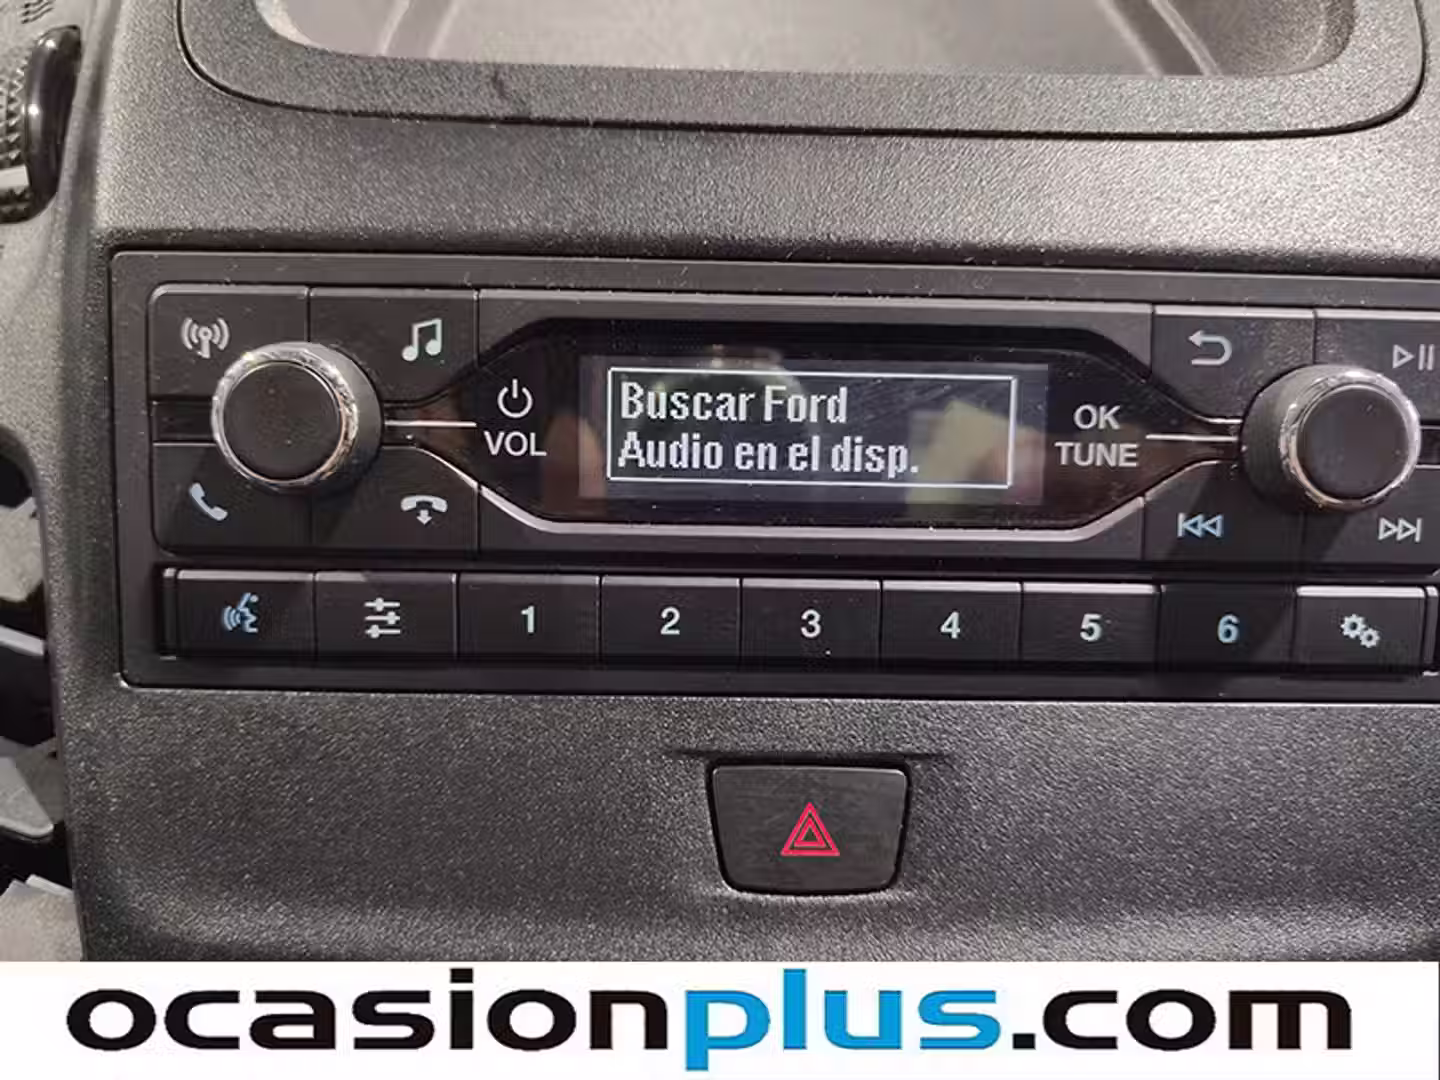 Buscar Ford
Audio en el disp.
VOL
OK
TUNE
1 2 3 4 5 6
ocasionplus.com